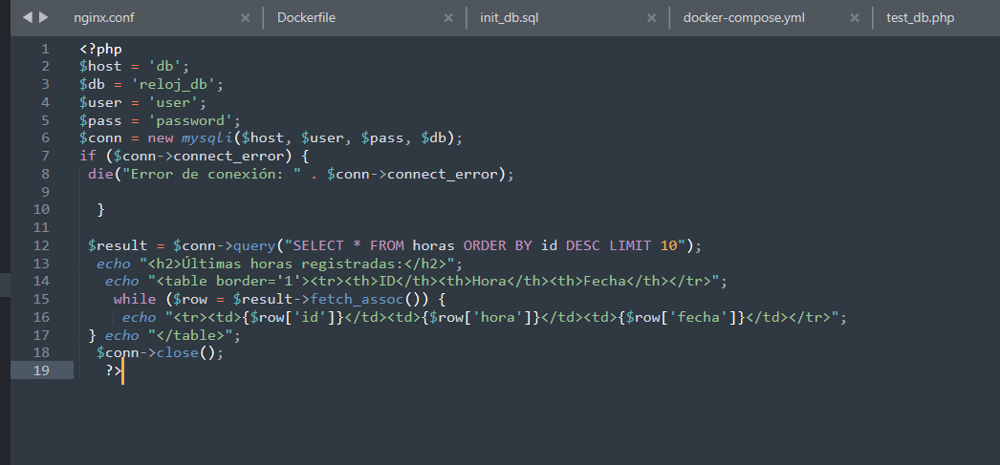 nginx.conf × Dockerfile × init_db.sql × docker-compose.yml × test_db.php
1 <?php
2 $host = 'db';
3 $db = 'reloj_db';
4 $user = 'user';
5 $pass = 'password';
6 $conn = new mysqli($host, $user, $pass, $db);
7 if ($conn->connect_error) {
8 die("Error de conexión: " . $conn->connect_error);
9
10 }
11
12 $result = $conn->query("SELECT * FROM horas ORDER BY id DESC LIMIT 10");
13 echo "<h2>Últimas horas registradas:</h2>";
14 echo "<table border='1'><tr><th>ID</th><th>Hora</th><th>Fecha</th></tr>";
15 while ($row = $result->fetch_assoc()) {
16 echo "<tr><td>{$row['id']}</td><td>{$row['hora']}</td><td>{$row['fecha']}</td></tr>";
17 } echo "</table>";
18 $conn->close();
19 ?>